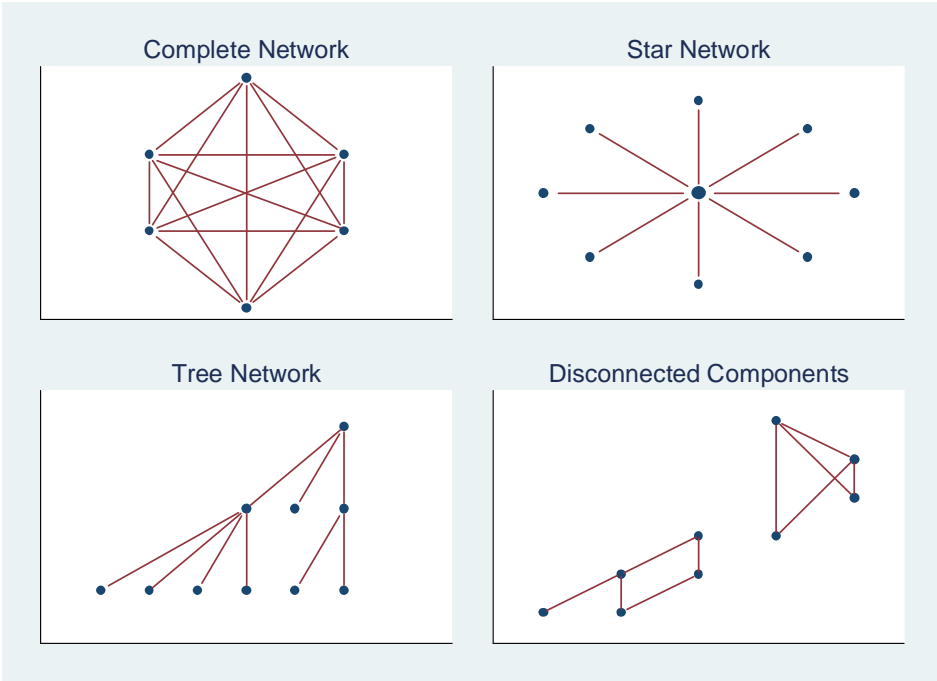 Complete Network
Star Network
Tree Network
Disconnected Components